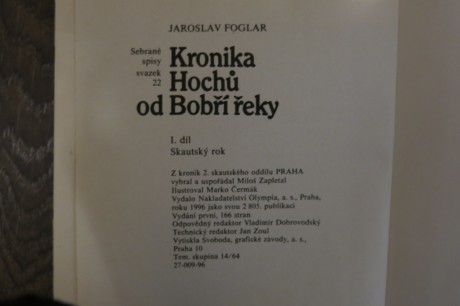 JAROSLAV FOGLAR
Sebrané
spisy
svazek
22
Kronika
Hochů
od Bobří řeky
I. díl
Skautský rok
Z kronik 2. skautského oddílu PRAHA
vybral a uspořádal Miloš Zapletal
Ilustroval Marko Čermák
Vydalo Nakladatelství Olympia, a. s., Praha,
roku 1996 jako svou 2 805. publikaci
Vydání první, 166 stran
Odpovědný redaktor Vladimír Dobrovodský
Technický redaktor Jan Zoul
Vytiskla Svoboda, grafické závody, a. s.,
Praha 10
Tem. skupina 14/64
27-009-96